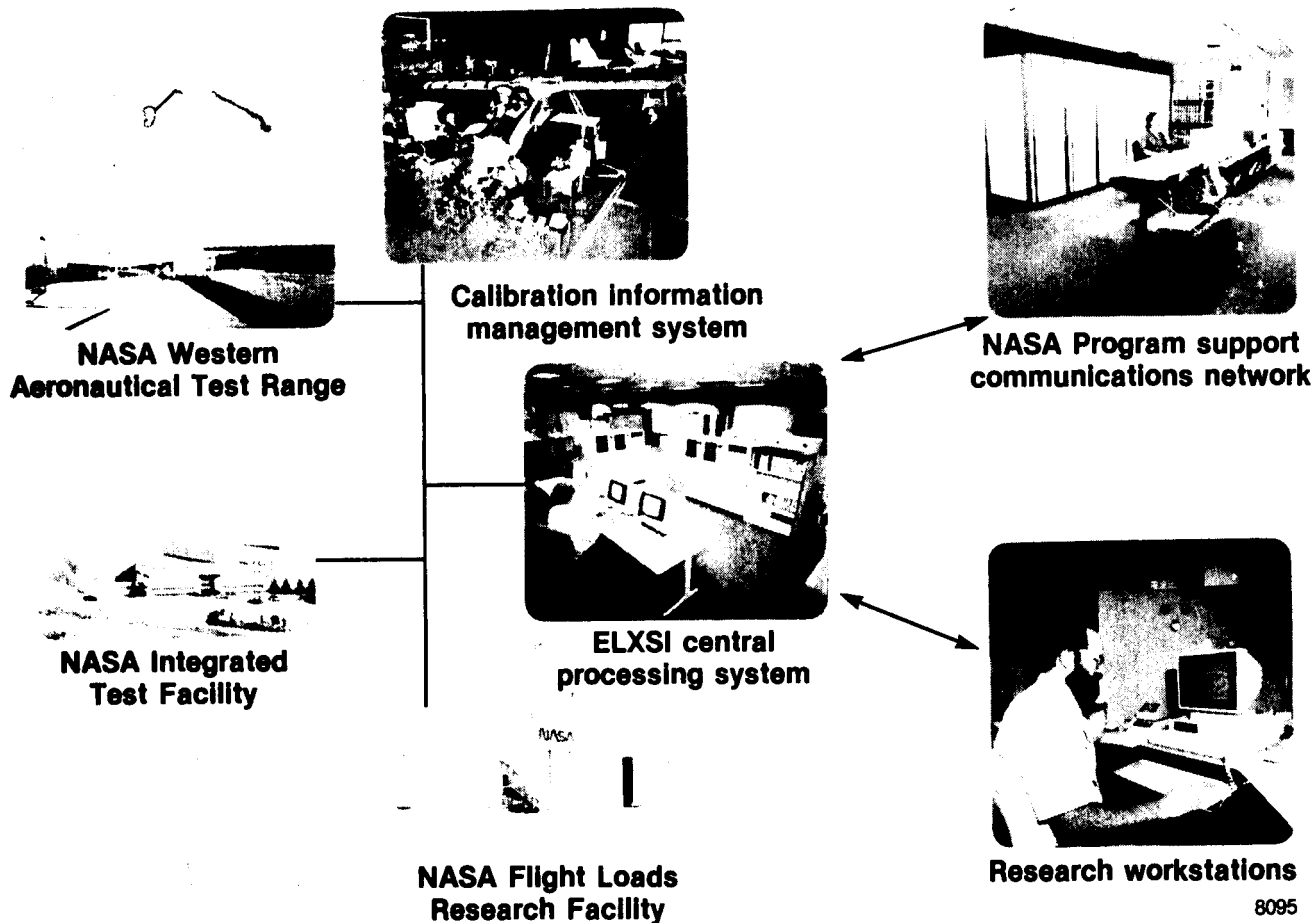 Calibration information
management system
NASA Western
Aeronautical Test Range
NASA Program support
communications network
ELXSI central
processing system
NASA Integrated
Test Facility
NASA
NASA Flight Loads
Research Facility
Research workstations
8095